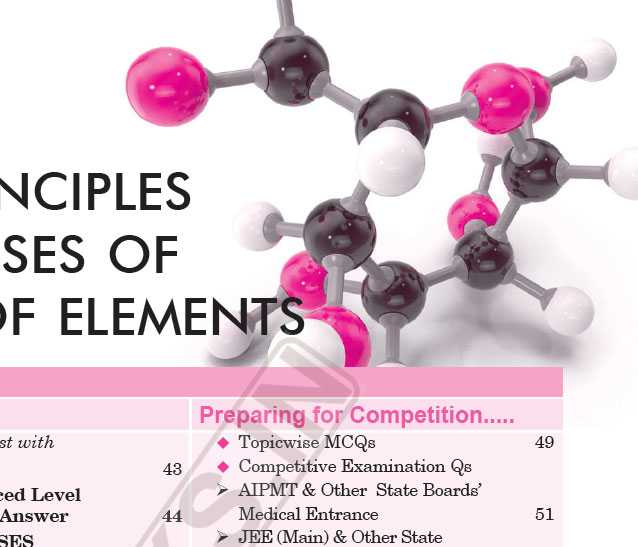 NCIPLES
SES OF
OF ELEMENTS
Preparing for Competition.....
st with
43
ced Level
Answer 44
SES
◆ Topicwise MCQs 49
◆ Competitive Examination Qs
➢ AIPMT & Other State Boards’
Medical Entrance 51
➢ JEE (Main) & Other State
S.IN